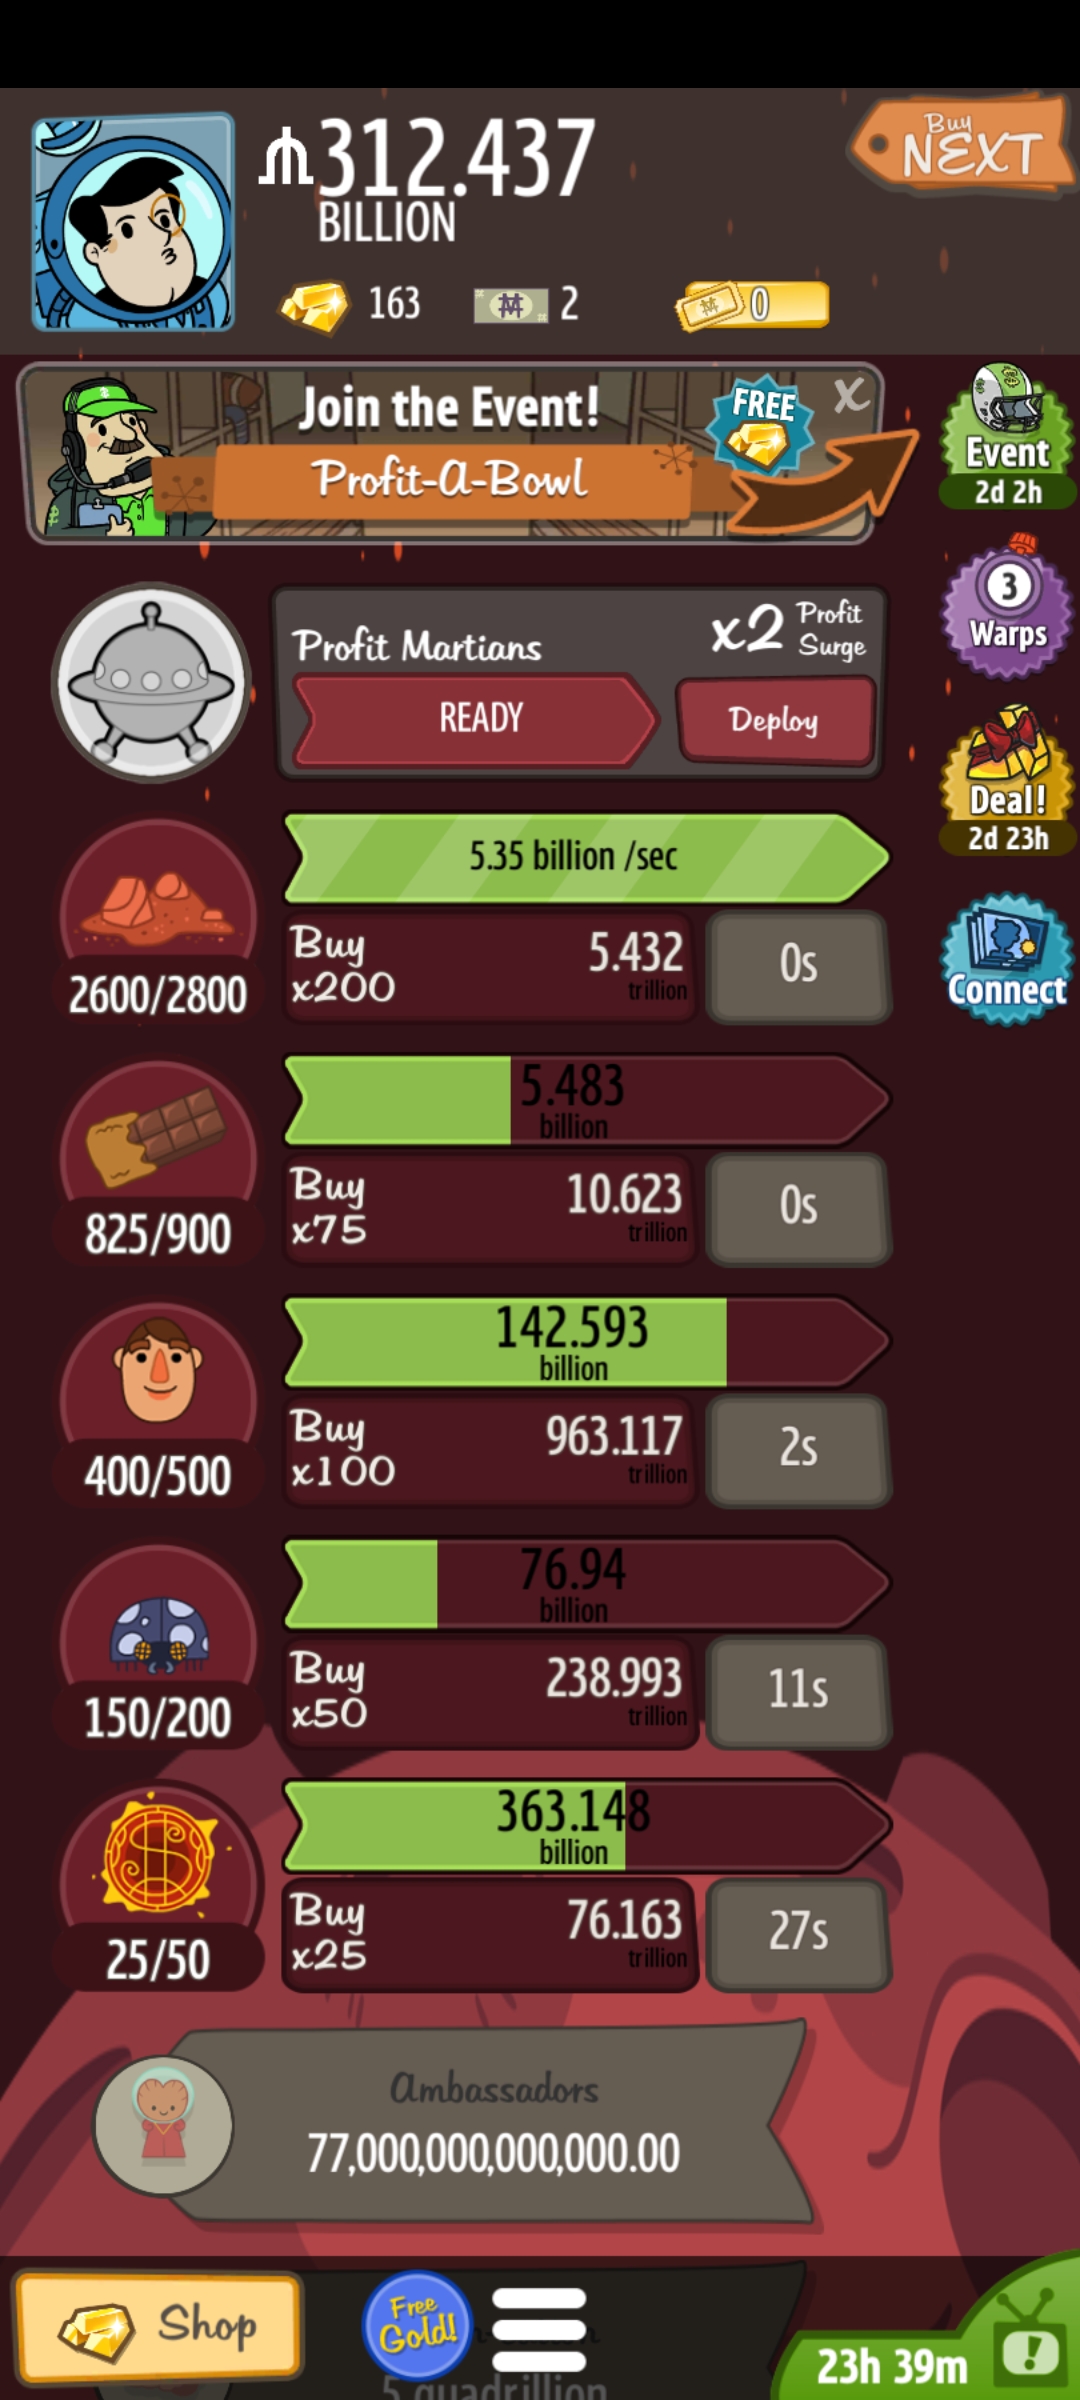 312.437
BILLION
Buy
NEXT
163
2
0
Join the Event!
Profit-A-Bowl
FREE
X
Event
2d 2h
3
Warps
Profit Martians
x2 Profit Surge
READY
Deploy
Deal!
2d 23h
5.35 billion /sec
2600/2800
Buy
x200
5.432
trillion
0s
Connect
5.483
billion
825/900
Buy
x75
10.623
trillion
0s
142.593
billion
400/500
Buy
x100
963.117
trillion
2s
76.94
billion
150/200
Buy
x50
238.993
trillion
11s
363.148
billion
25/50
Buy
x25
76.163
trillion
27s
Ambassadors
77,000,000,000,000.00
Shop
Free
Gold!
23h 39m
5 quadrillion